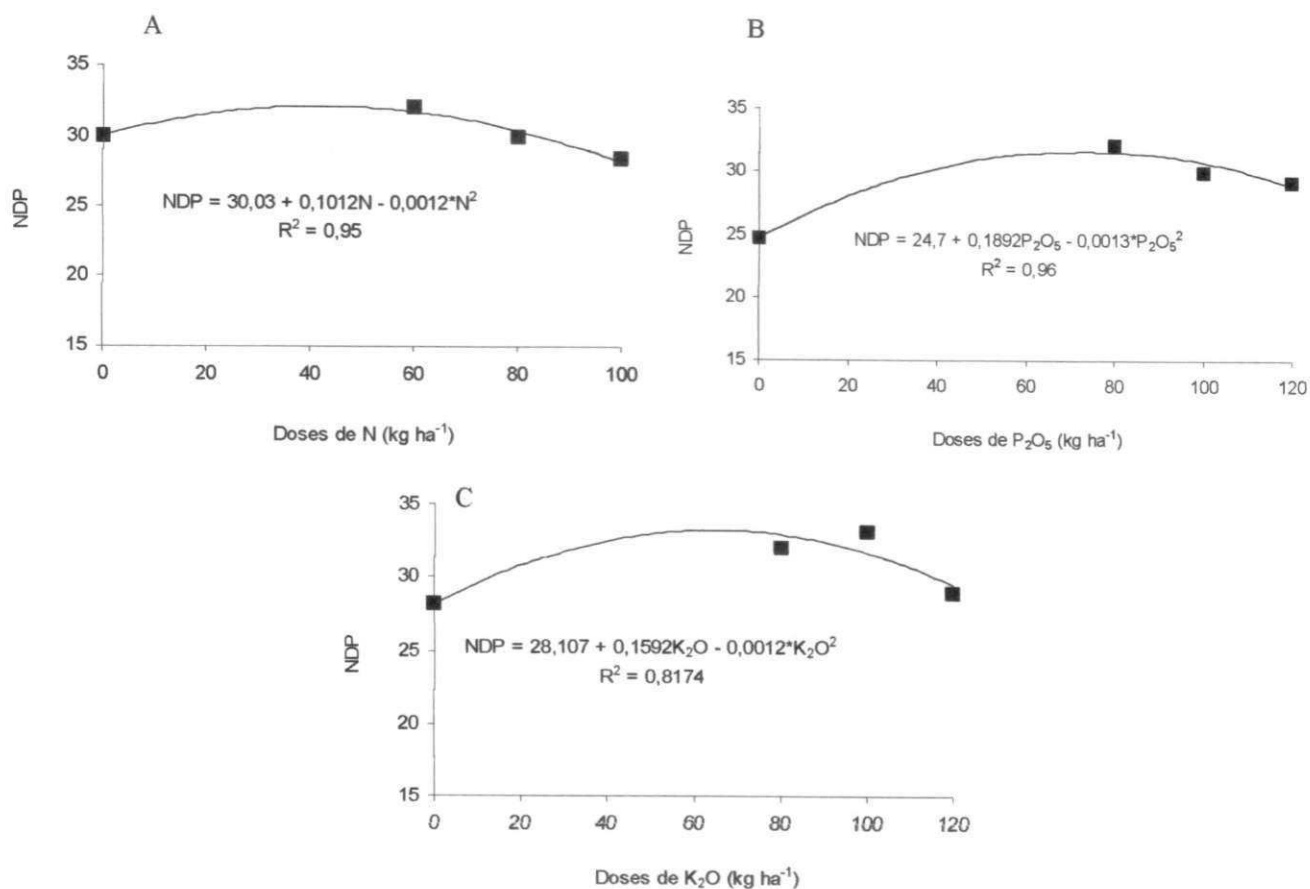 A
35
30
25
20
15
NDP
NDP = 30,03 + 0,1012N - 0,0012*N²
R² = 0,95
0 20 40 60 80 100
Doses de N (kg ha⁻¹)
B
35
30
25
20
15
NDP
NDP = 24,7 + 0,1892P₂O₅ - 0,0013*P₂O₅²
R² = 0,96
0 20 40 60 80 100 120
Doses de P₂O₅ (kg ha⁻¹)
C
35
30
25
20
15
NDP
NDP = 28,107 + 0,1592K₂O - 0,0012*K₂O²
R² = 0,8174
0 20 40 60 80 100 120
Doses de K₂O (kg ha⁻¹)